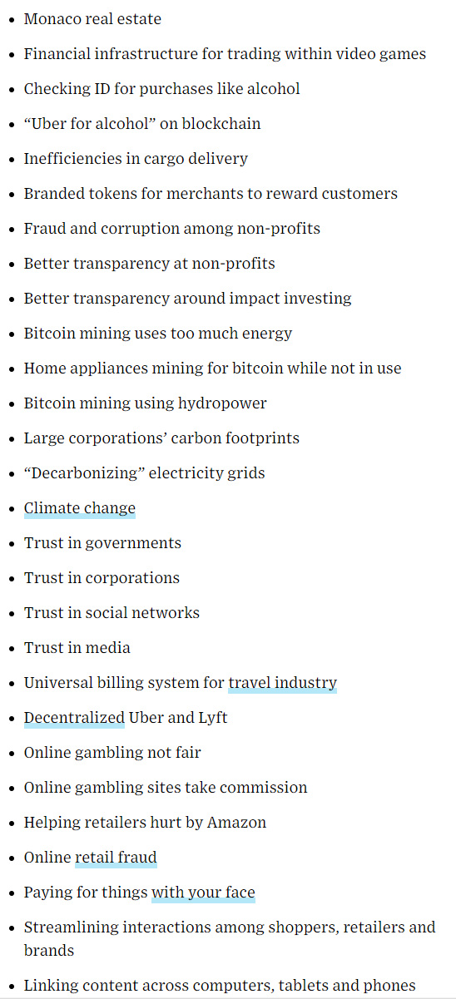 • Monaco real estate
• Financial infrastructure for trading within video games
• Checking ID for purchases like alcohol
• “Uber for alcohol” on blockchain
• Inefficiencies in cargo delivery
• Branded tokens for merchants to reward customers
• Fraud and corruption among non-profits
• Better transparency at non-profits
• Better transparency around impact investing
• Bitcoin mining uses too much energy
• Home appliances mining for bitcoin while not in use
• Bitcoin mining using hydropower
• Large corporations’ carbon footprints
• “Decarbonizing” electricity grids
• Climate change
• Trust in governments
• Trust in corporations
• Trust in social networks
• Trust in media
• Universal billing system for travel industry
• Decentralized Uber and Lyft
• Online gambling not fair
• Online gambling sites take commission
• Helping retailers hurt by Amazon
• Online retail fraud
• Paying for things with your face
• Streamlining interactions among shoppers, retailers and
brands
• Linking content across computers, tablets and phones